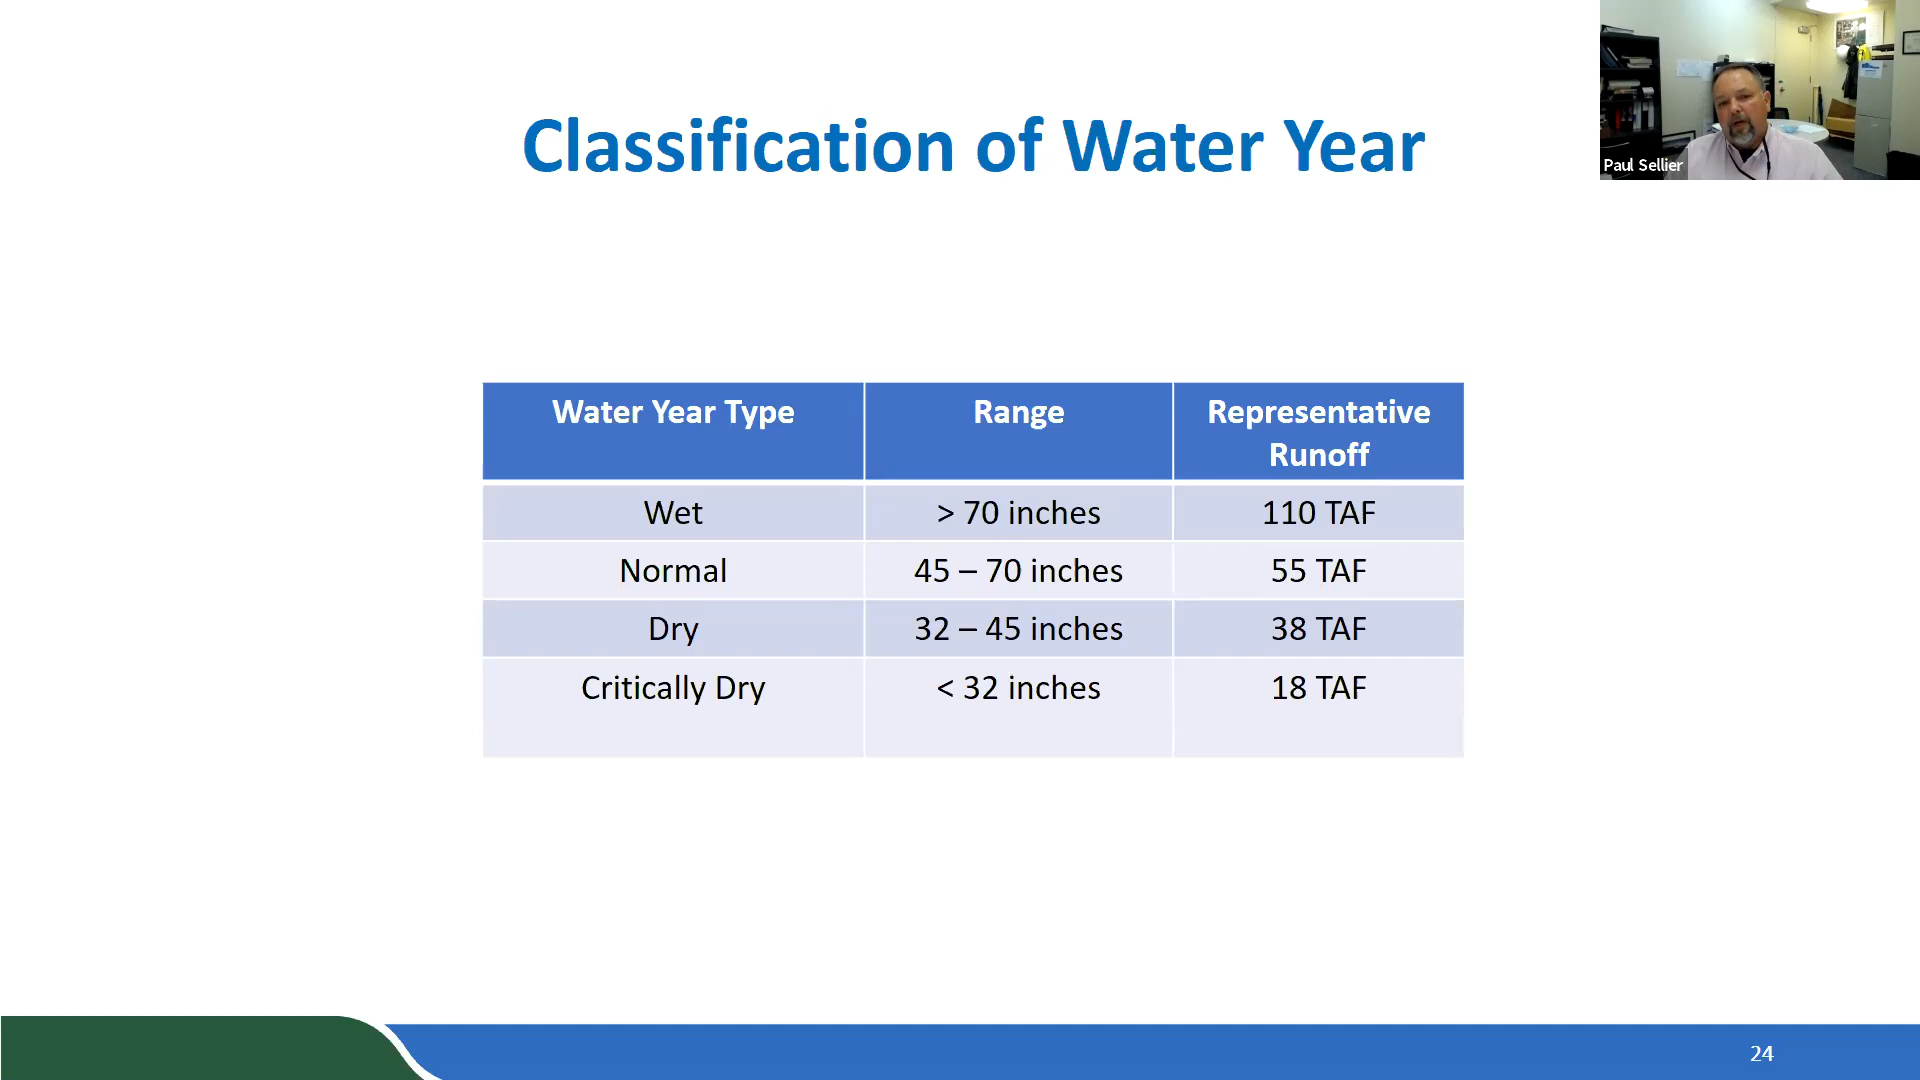 Classification of Water Year
Paul Sellier
Water Year Type Range Representative
Runoff
Wet > 70 inches 110 TAF
Normal 45 – 70 inches 55 TAF
Dry 32 – 45 inches 38 TAF
Critically Dry < 32 inches 18 TAF
24